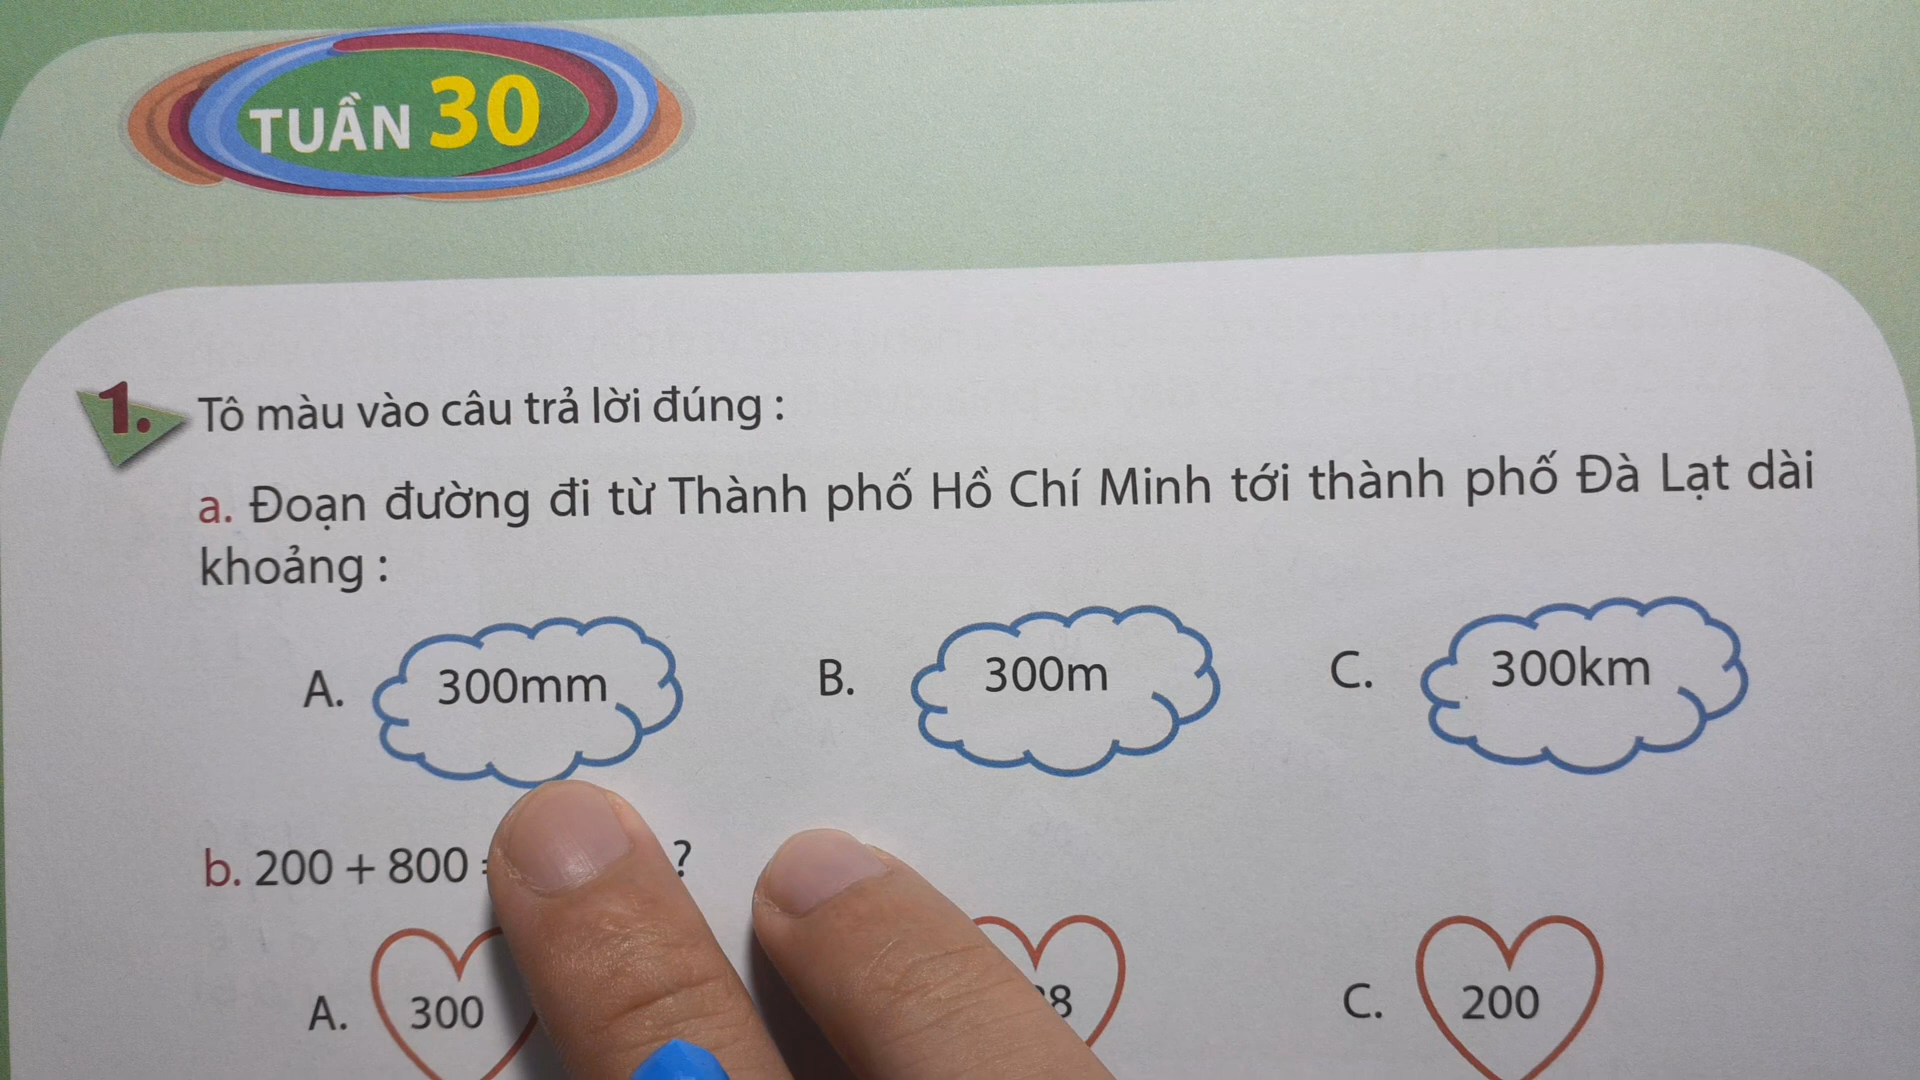 TUẦN 30
1. Tô màu vào câu trả lời đúng :
a. Đoạn đường đi từ Thành phố Hồ Chí Minh tới thành phố Đà Lạt dài
khoảng :
A. 300mm B. 300m C. 300km
b. 200 + 800 ?
A. 300 8 C. 200